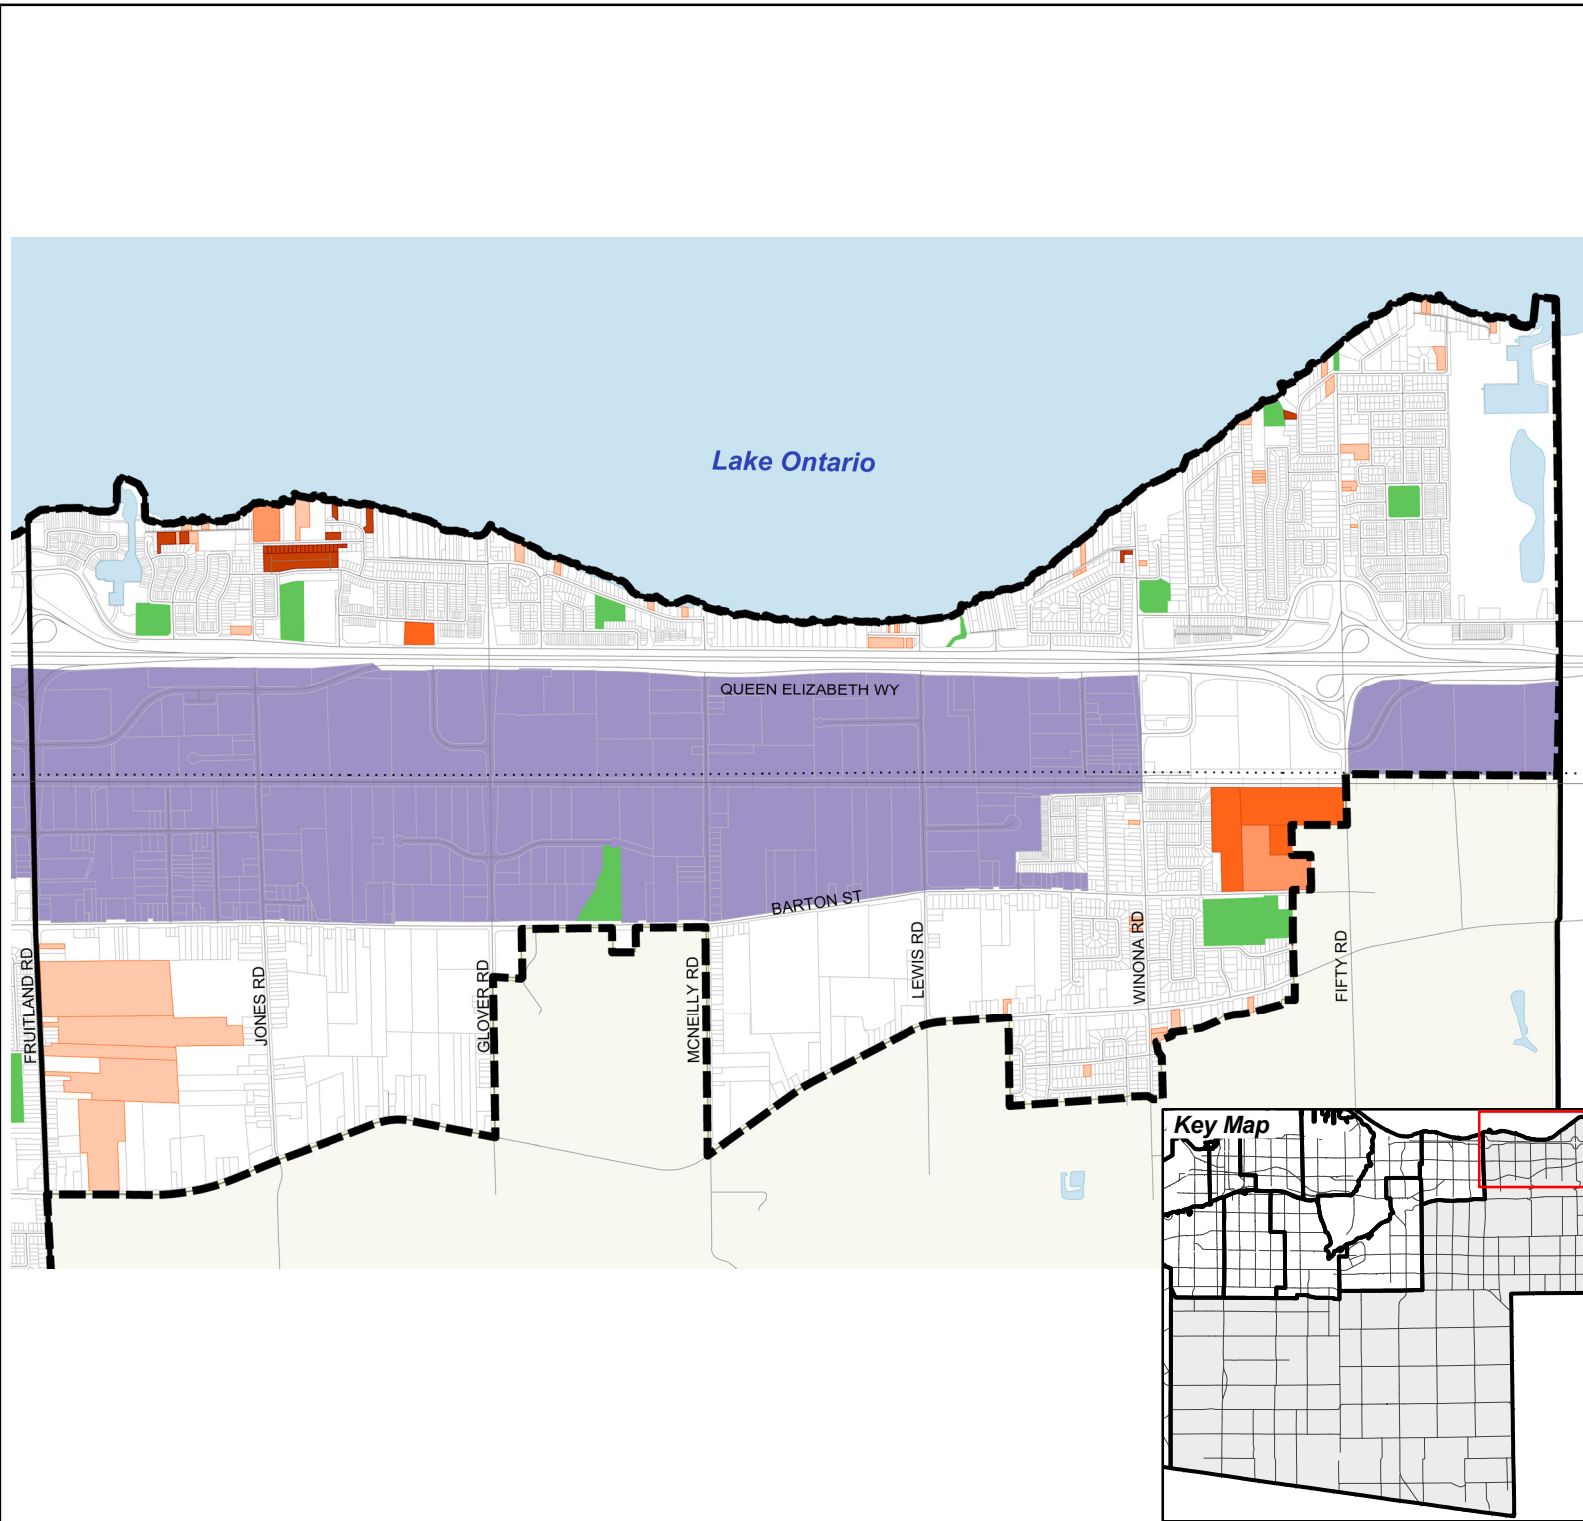 Lake Ontario
QUEEN ELIZABETH WY
BARTON ST
FRUITLAND RD
JONES RD
GLOVER RD
MCNEILLY RD
LEWIS RD
WINONA RD
FIFTY RD
Key Map